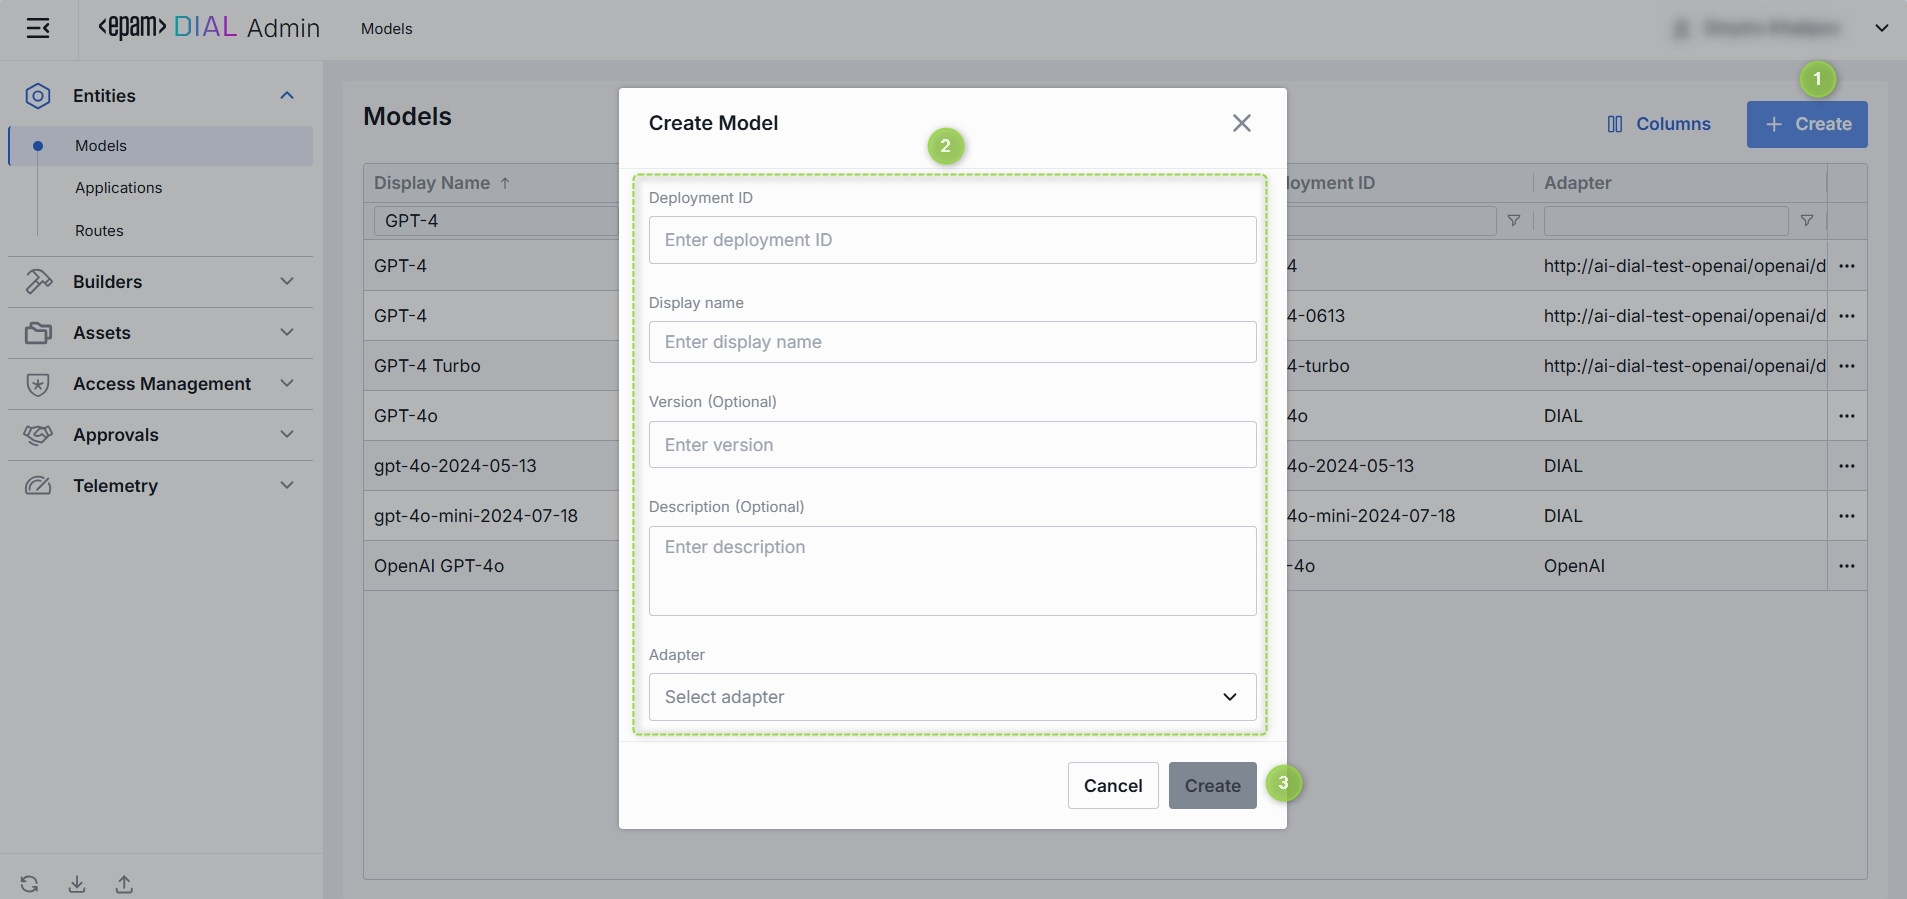 <epam> DIAL Admin
Models
1
Entities
Models
Applications
Routes
Builders
Assets
Access Management
Approvals
Telemetry
Models
Columns
+ Create
Display Name ↑
loyment ID
Adapter
GPT-4
GPT-4
4
http://ai-dial-test-openai/openai/d
GPT-4
4-0613
http://ai-dial-test-openai/openai/d
GPT-4 Turbo
4-turbo
http://ai-dial-test-openai/openai/d
GPT-4o
4o
DIAL
gpt-4o-2024-05-13
4o-2024-05-13
DIAL
gpt-4o-mini-2024-07-18
4o-mini-2024-07-18
DIAL
OpenAI GPT-4o
-4o
OpenAI
Create Model
2
Deployment ID
Enter deployment ID
Display name
Enter display name
Version (Optional)
Enter version
Description (Optional)
Enter description
Adapter
Select adapter
Cancel
Create
3